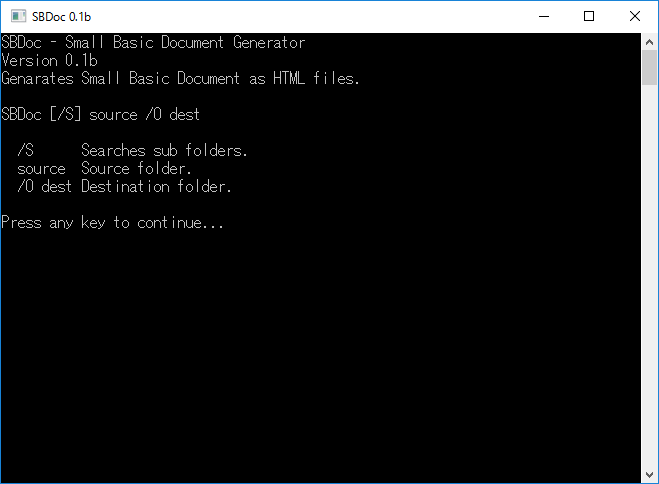 SBDoc 0.1b
SBDoc - Small Basic Document Generator
Version 0.1b
Genarates Small Basic Document as HTML files.
SBDoc [/S] source /O dest
/S      Searches sub folders.
source  Source folder.
/O dest Destination folder.
Press any key to continue...